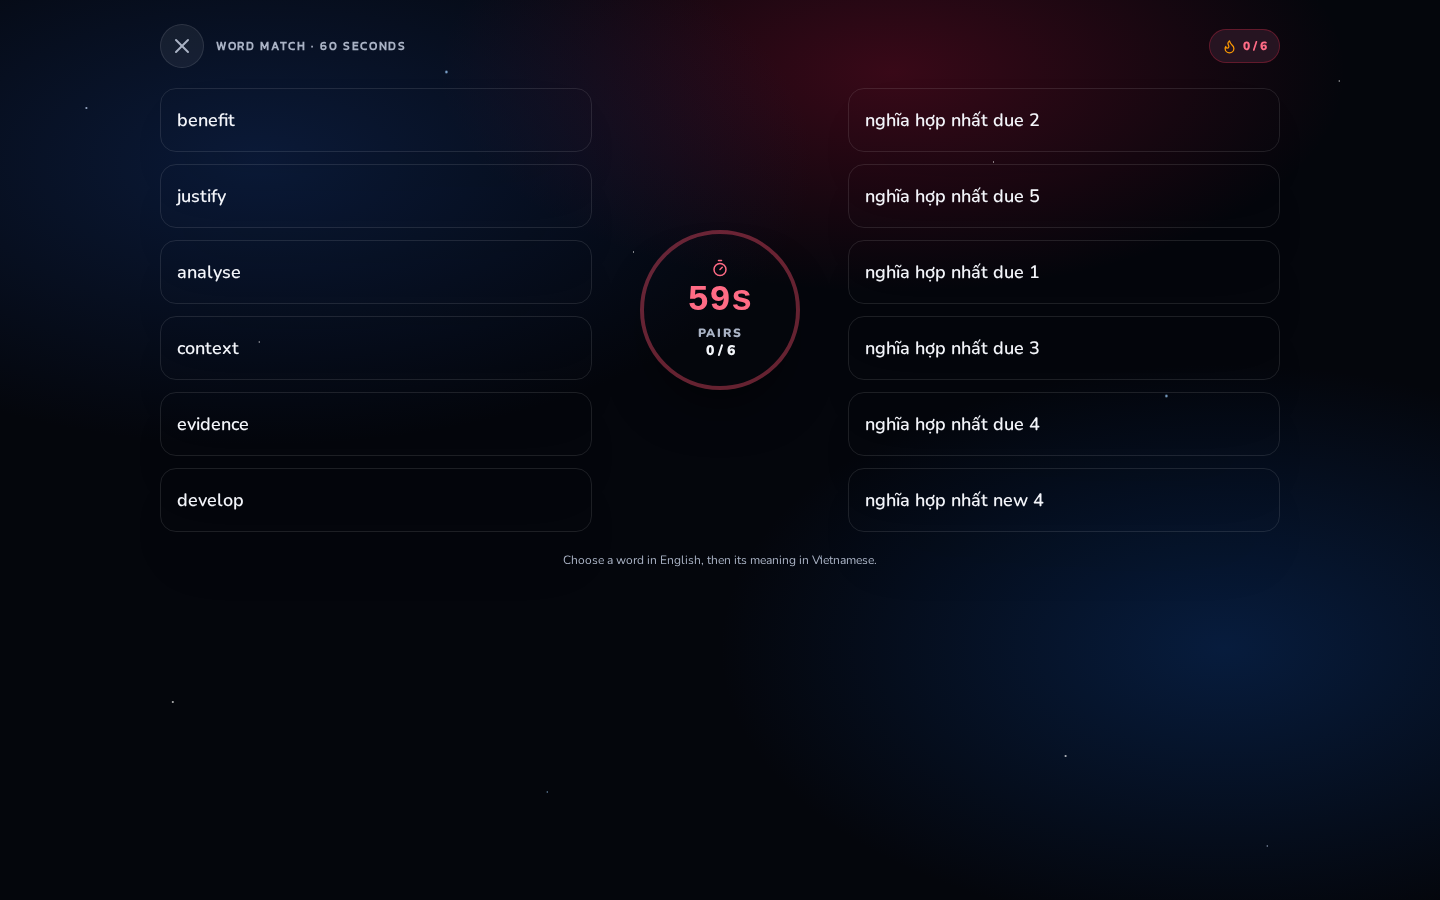 WORD MATCH · 60 SECONDS
0/6
benefit
justify
analyse
context
evidence
develop
59s
PAIRS
0/6
nghĩa hợp nhất due 2
nghĩa hợp nhất due 5
nghĩa hợp nhất due 1
nghĩa hợp nhất due 3
nghĩa hợp nhất due 4
nghĩa hợp nhất new 4
Choose a word in English, then its meaning in Vietnamese.